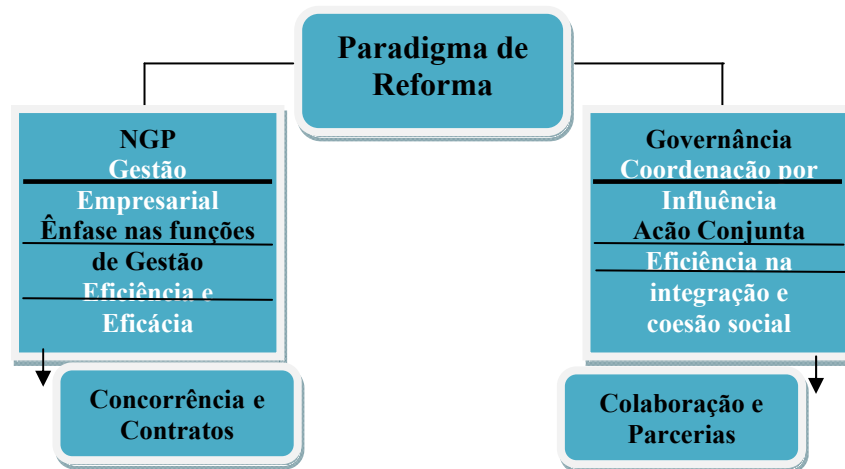 Paradigma de
Reforma
NGP
Gestão
Empresarial
Ênfase nas funções
de Gestão
Eficiência e
Eficácia
Governância
Coordenação por
Influência
Acão Conjunta
Eficiência na
integração e
coesão social
Concorrência e
Contratos
Colaboração e
Parcerias